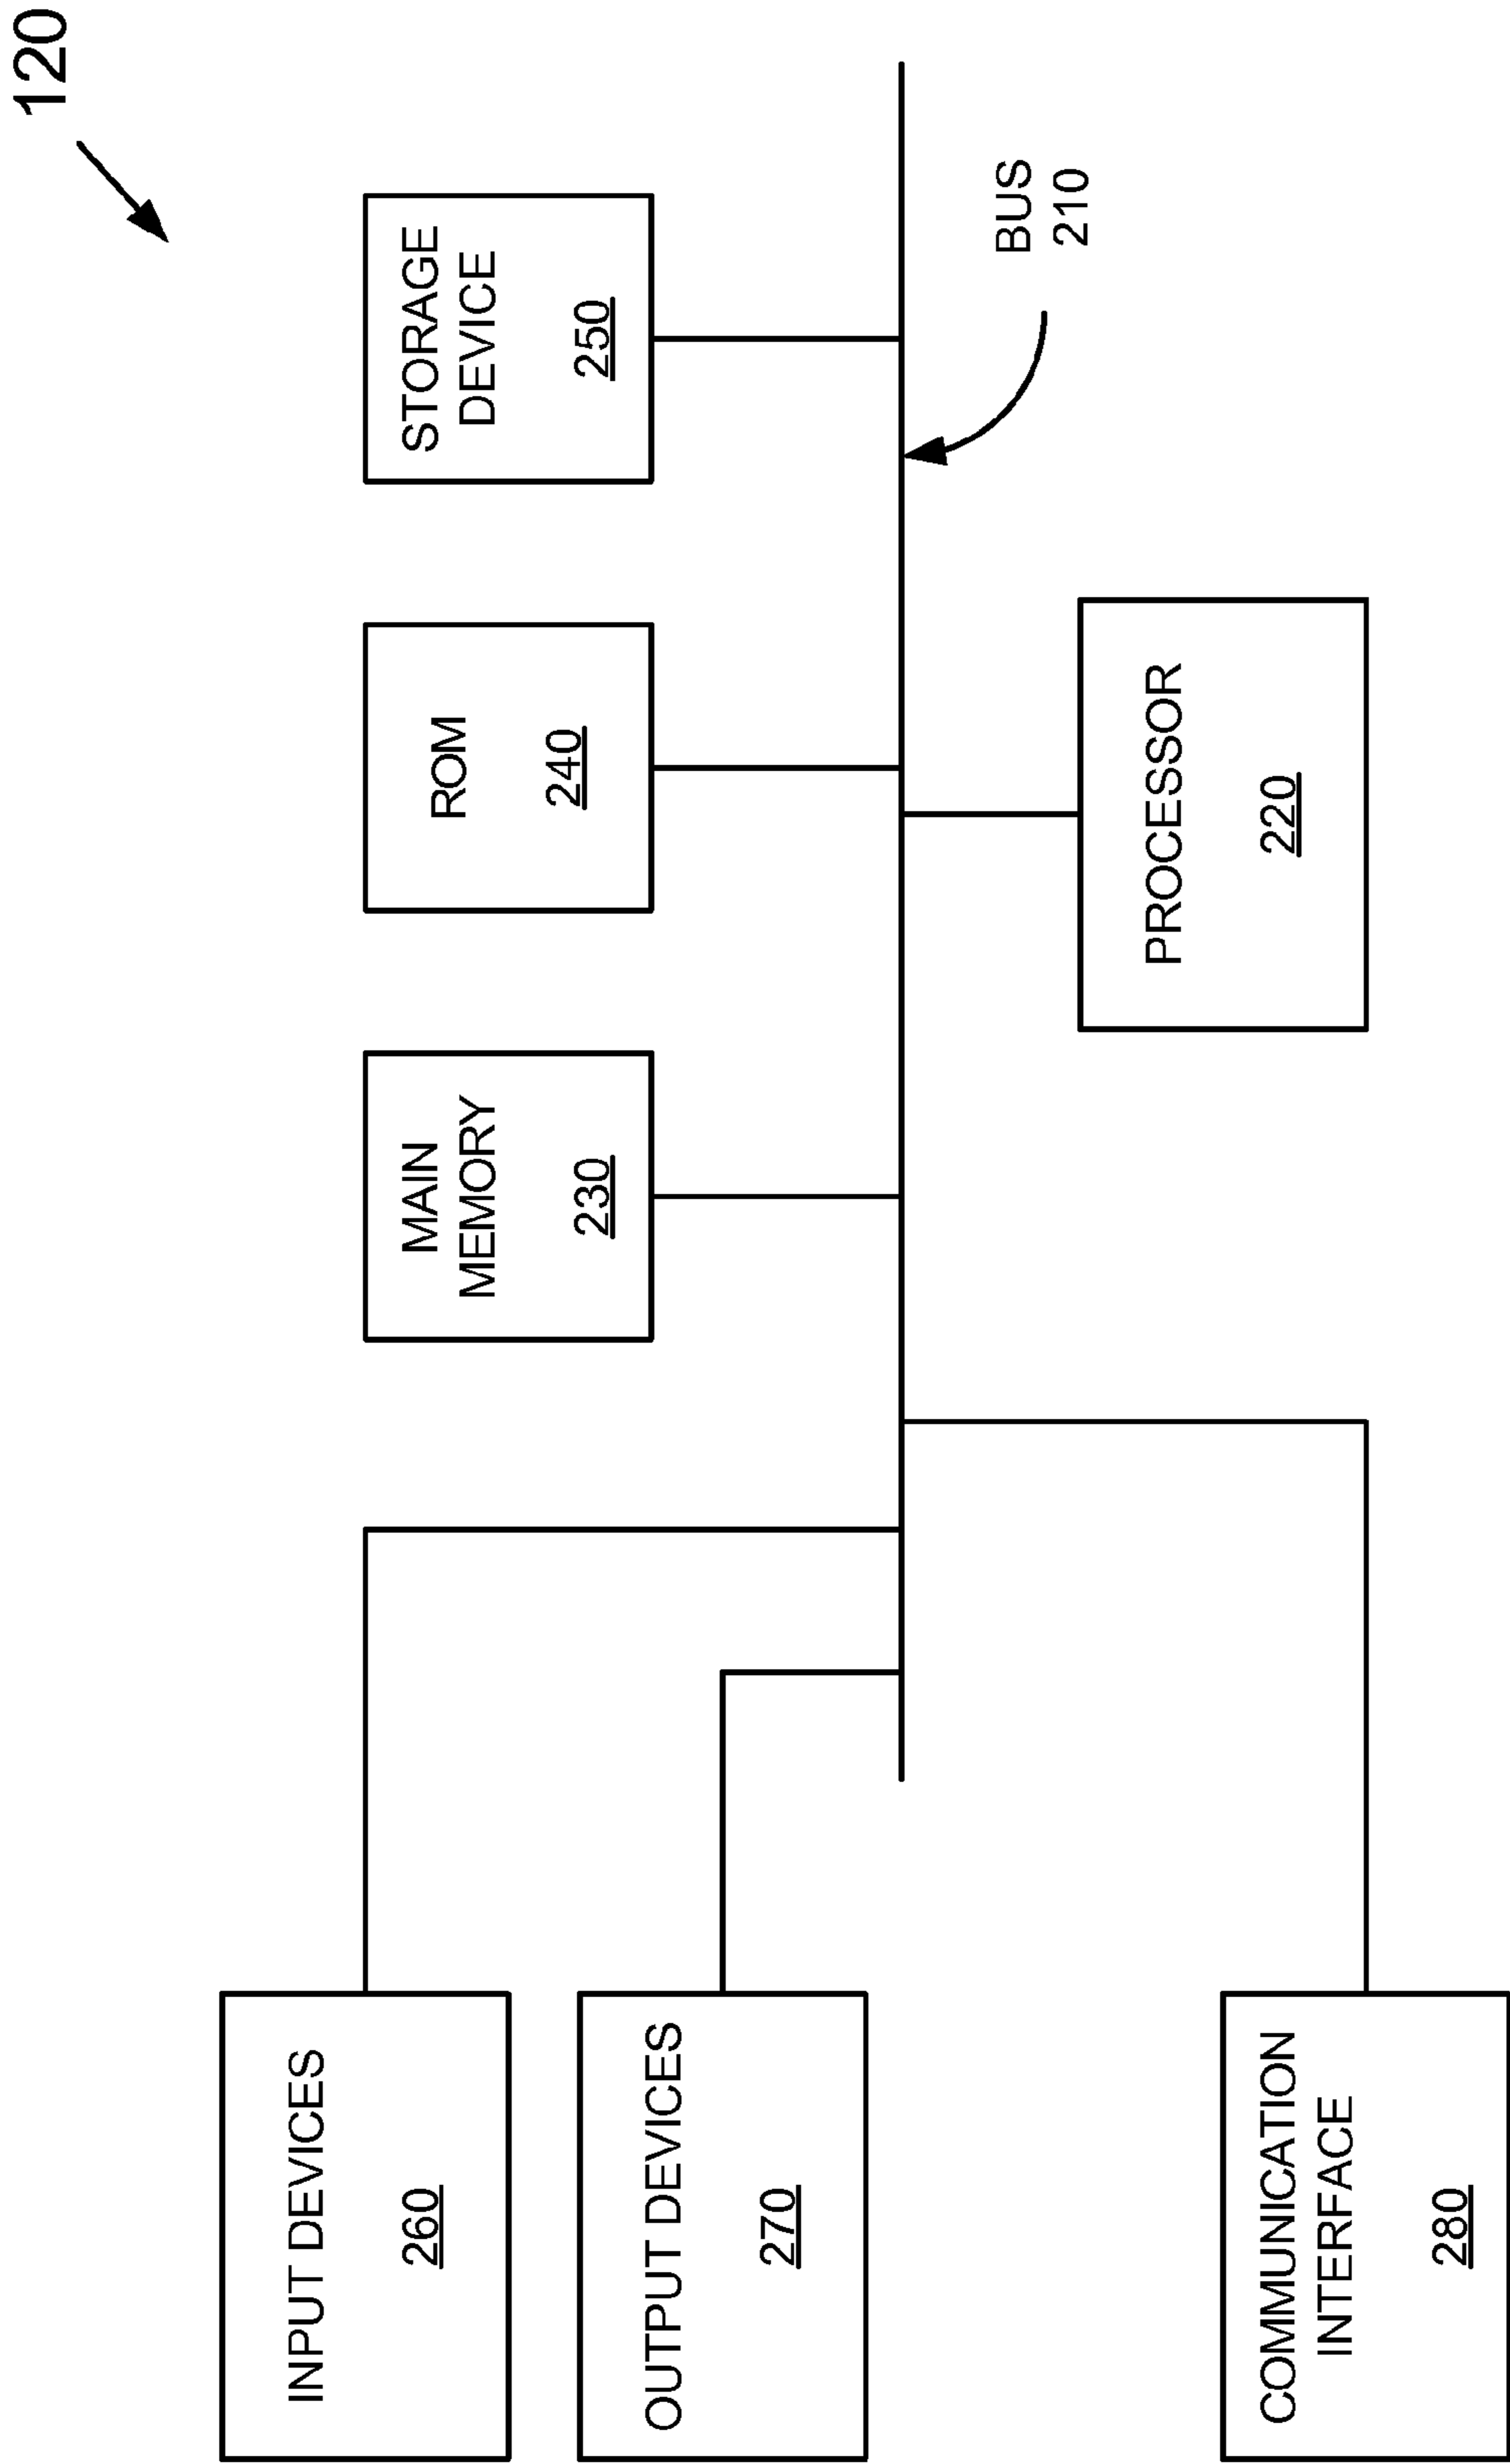 120
INPUT DEVICES
260
OUTPUT DEVICES
270
COMMUNICATION
INTERFACE
280
MAIN
MEMORY
230
ROM
240
STORAGE
DEVICE
250
BUS
210
PROCESSOR
220